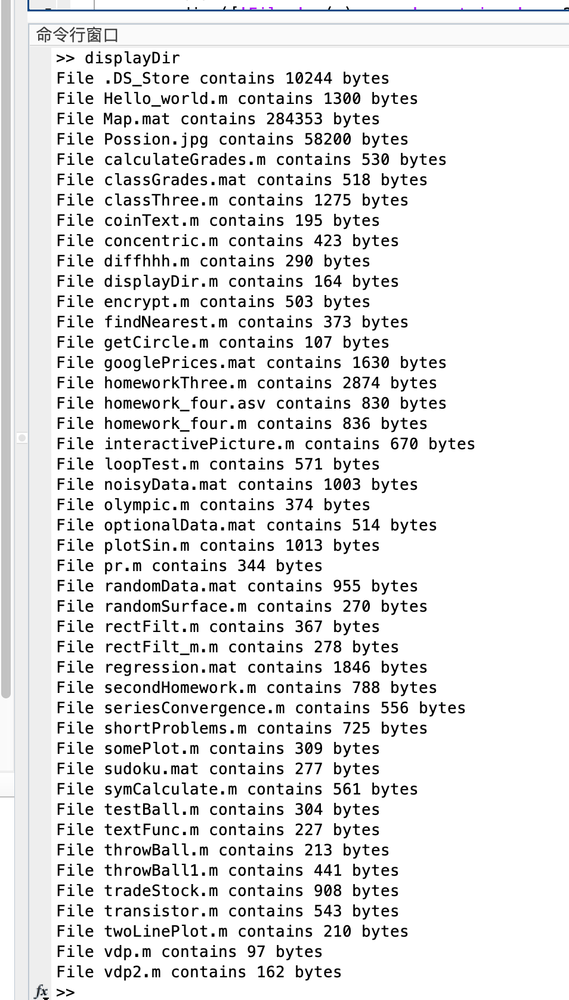 命令行窗口
>> displayDir
File .DS_Store contains 10244 bytes
File Hello_world.m contains 1300 bytes
File Map.mat contains 284353 bytes
File Possion.jpg contains 58200 bytes
File calculateGrades.m contains 530 bytes
File classGrades.mat contains 518 bytes
File classThree.m contains 1275 bytes
File coinText.m contains 195 bytes
File concentric.m contains 423 bytes
File diffhhh.m contains 290 bytes
File displayDir.m contains 164 bytes
File encrypt.m contains 503 bytes
File findNearest.m contains 373 bytes
File getCircle.m contains 107 bytes
File googlePrices.mat contains 1630 bytes
File homeworkThree.m contains 2874 bytes
File homework_four.asv contains 830 bytes
File homework_four.m contains 836 bytes
File interactivePicture.m contains 670 bytes
File loopTest.m contains 571 bytes
File noisyData.mat contains 1003 bytes
File olympic.m contains 374 bytes
File optionalData.mat contains 514 bytes
File plotSin.m contains 1013 bytes
File pr.m contains 344 bytes
File randomData.mat contains 955 bytes
File randomSurface.m contains 270 bytes
File rectFilt.m contains 367 bytes
File rectFilt_m.m contains 278 bytes
File regression.mat contains 1846 bytes
File secondHomework.m contains 788 bytes
File seriesConvergence.m contains 556 bytes
File shortProblems.m contains 725 bytes
File somePlot.m contains 309 bytes
File sudoku.mat contains 277 bytes
File symCalculate.m contains 561 bytes
File testBall.m contains 304 bytes
File textFunc.m contains 227 bytes
File throwBall.m contains 213 bytes
File throwBall1.m contains 441 bytes
File tradeStock.m contains 908 bytes
File transistor.m contains 543 bytes
File twoLinePlot.m contains 210 bytes
File vdp.m contains 97 bytes
File vdp2.m contains 162 bytes
fx >>